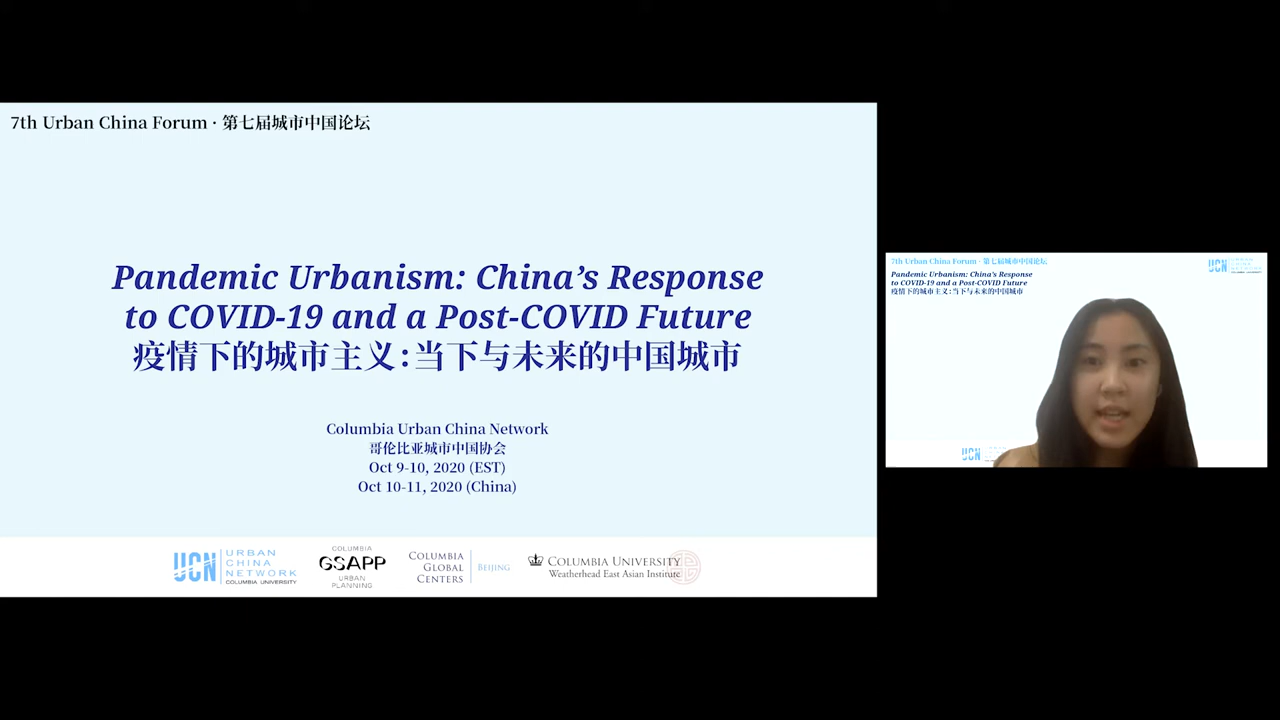 7th Urban China Forum · 第七届城市中国论坛
Pandemic Urbanism: China’s Response
to COVID-19 and a Post-COVID Future
疫情下的城市主义:当下与未来的中国城市
Columbia Urban China Network
哥伦比亚城市中国协会
Oct 9-10, 2020 (EST)
Oct 10-11, 2020 (China)
UCN
URBAN
CHINA
NETWORK
COLUMBIA UNIVERSITY
COLUMBIA
GSAPP
URBAN
PLANNING
COLUMBIA
GLOBAL
CENTERS
BEIJING
COLUMBIA UNIVERSITY
Weatherhead East Asian Institute
7th Urban China Forum · 第七届城市中国论坛
Pandemic Urbanism: China’s Response
to COVID-19 and a Post-COVID Future
疫情下的城市主义:当下与未来的中国城市
UCN
URBAN
CHINA
NETWORK
UCN